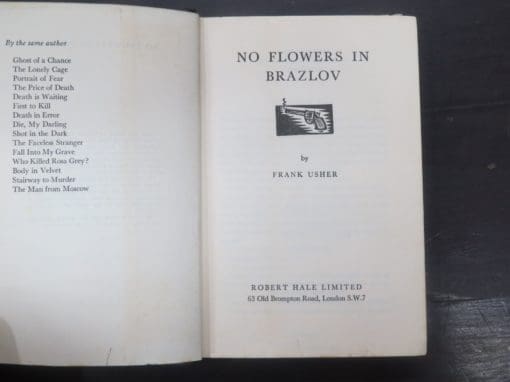 By the same author
Ghost of a Chance
The Lonely Cage
Portrait of Fear
The Price of Death
Death is Waiting
First to Kill
Death in Error
Die, My Darling
Shot in the Dark
The Faceless Stranger
Fall Into My Grave
Who Killed Rosa Grey?
Body in Velvet
Stairway to Murder
The Man from Moscow
NO FLOWERS IN
BRAZLOV
by
FRANK USHER
ROBERT HALE LIMITED
63 Old Brompton Road, London S.W.7